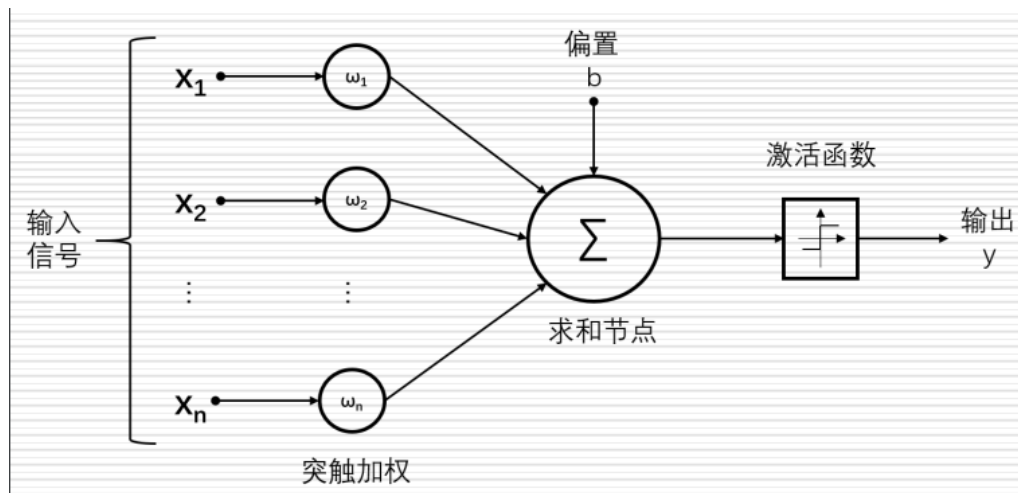 偏置
b
X₁
ω₁
激活函数
X₂
ω₂
输入
信号
∑
输出
y
⋮
⋮
求和节点
Xₙ
ωₙ
突触加权